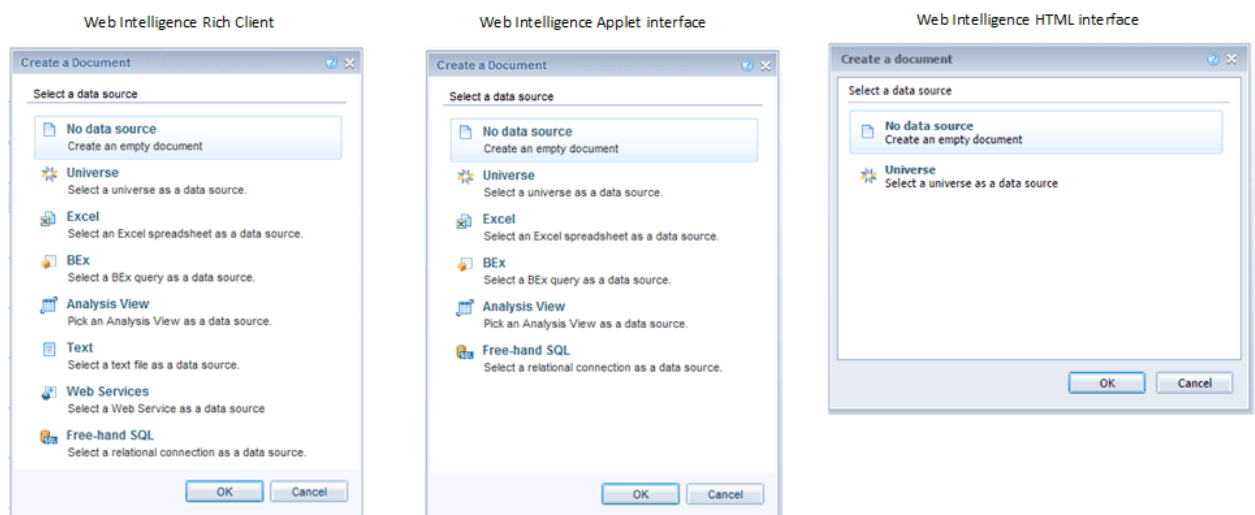 Web Intelligence Rich Client
Create a Document
Select a data source
No data source
Create an empty document
Universe
Select a universe as a data source.
Excel
Select an Excel spreadsheet as a data source.
BEx
Select a BEx query as a data source.
Analysis View
Pick an Analysis View as a data source.
Text
Select a text file as a data source.
Web Services
Select a Web Service as a data source
Free-hand SQL
Select a relational connection as a data source.
OK
Cancel
Web Intelligence Applet interface
Create a Document
Select a data source
No data source
Create an empty document
Universe
Select a universe as a data source.
Excel
Select an Excel spreadsheet as a data source.
BEx
Select a BEx query as a data source.
Analysis View
Pick an Analysis View as a data source.
Free-hand SQL
Select a relational connection as a data source.
OK
Cancel
Web Intelligence HTML interface
Create a document
Select a data source
No data source
Create an empty document
Universe
Select a universe as a data source
OK
Cancel